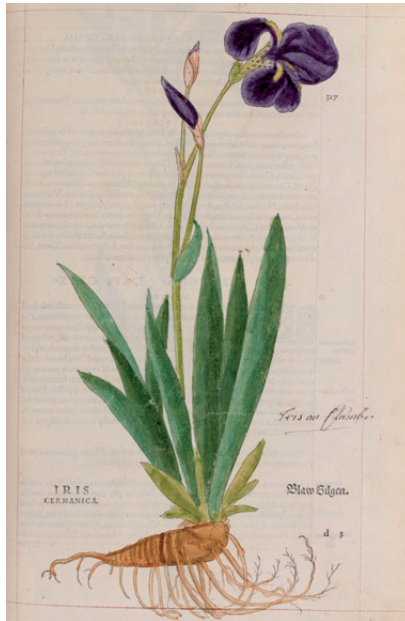 317
Iris ou Flambe.
IRIS
GERMANICA.
Blaw Gilgen.
d 3